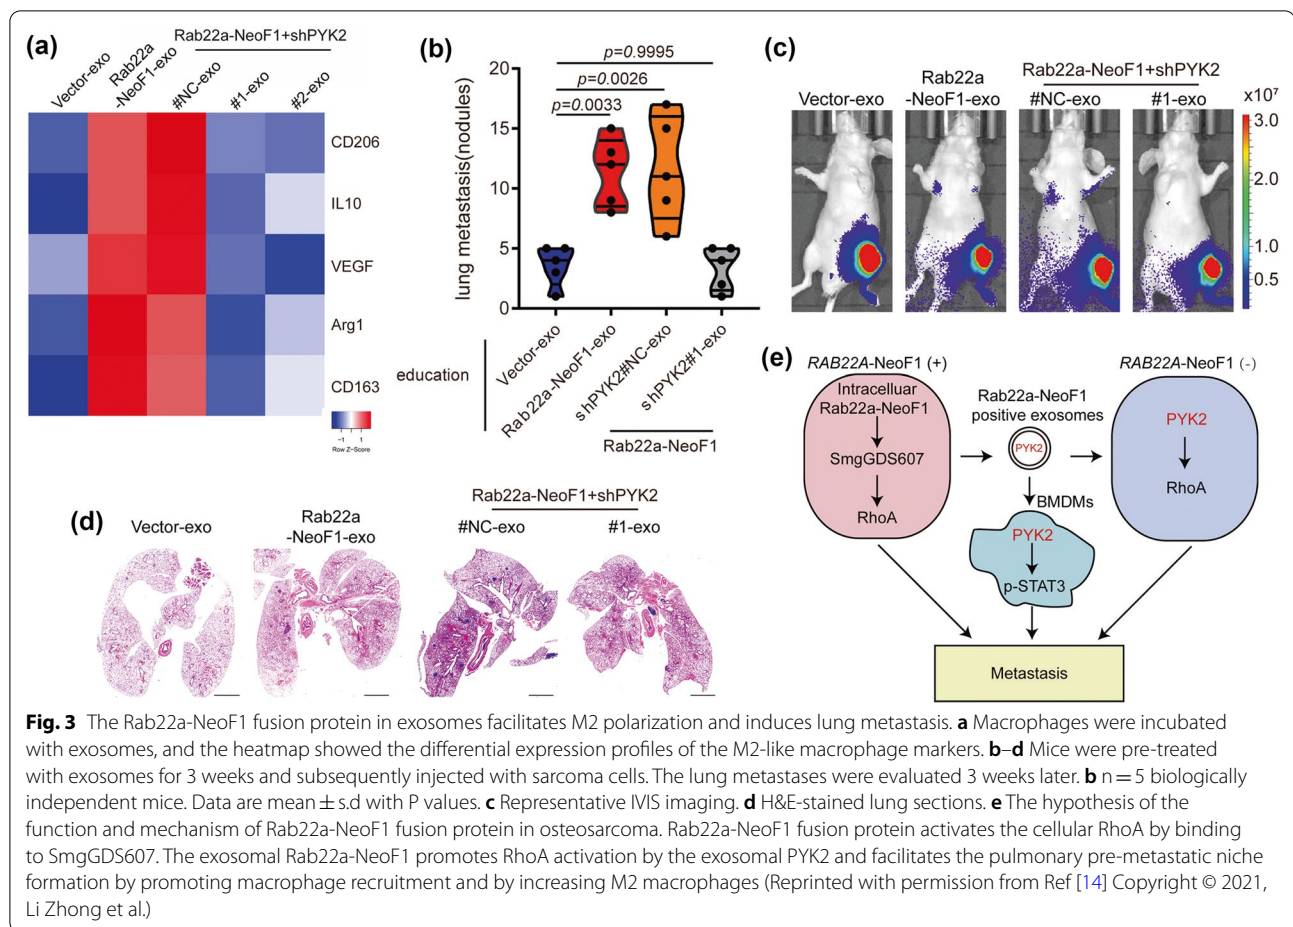 (a)
Rab22a-NeoF1+shPYK2
Vector-exo
Rab22a
-NeoF1-exo
#NC-exo
#1-exo
#2-exo
CD206
IL10
VEGF
Arg1
CD163
-1 1
Row Z-Score
(b)
p=0.9995
p=0.0026
p=0.0033
20
15
10
5
0
lung metastasis(nodules)
education
Vector-exo
Rab22a-NeoF1-exo
shPYK2#NC-exo
shPYK2#1-exo
Rab22a-NeoF1
(c)
Rab22a-NeoF1+shPYK2
Vector-exo
Rab22a
-NeoF1-exo
#NC-exo
#1-exo
x10⁷
3.0
2.0
1.0
0.5
(d)
Rab22a-NeoF1+shPYK2
Vector-exo
Rab22a
-NeoF1-exo
#NC-exo
#1-exo
(e)
RAB22A-NeoF1 (+)
RAB22A-NeoF1 (-)
Intracelluar
Rab22a-NeoF1
SmgGDS607
RhoA
Rab22a-NeoF1
positive exosomes
PYK2
BMDMs
PYK2
p-STAT3
PYK2
RhoA
Metastasis
Fig. 3 The Rab22a-NeoF1 fusion protein in exosomes facilitates M2 polarization and induces lung metastasis. a Macrophages were incubated
with exosomes, and the heatmap showed the differential expression profiles of the M2-like macrophage markers. b–d Mice were pre-treated
with exosomes for 3 weeks and subsequently injected with sarcoma cells. The lung metastases were evaluated 3 weeks later. b n = 5 biologically
independent mice. Data are mean ± s.d with P values. c Representative IVIS imaging. d H&E-stained lung sections. e The hypothesis of the
function and mechanism of Rab22a-NeoF1 fusion protein in osteosarcoma. Rab22a-NeoF1 fusion protein activates the cellular RhoA by binding
to SmgGDS607. The exosomal Rab22a-NeoF1 promotes RhoA activation by the exosomal PYK2 and facilitates the pulmonary pre-metastatic niche
formation by promoting macrophage recruitment and by increasing M2 macrophages (Reprinted with permission from Ref [14] Copyright © 2021,
Li Zhong et al.)